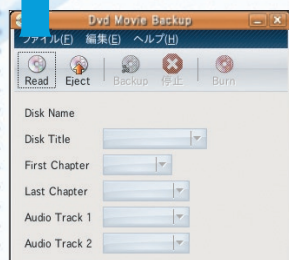 Dvd Movie Backup
ファイル(F) 編集(E) ヘルプ(H)
Read Eject Backup 停止 Burn
Disk Name
Disk Title
First Chapter
Last Chapter
Audio Track 1
Audio Track 2